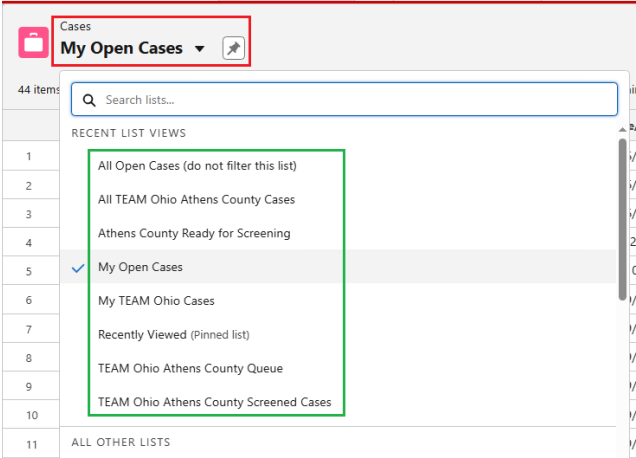 Cases
My Open Cases
44 items
Search lists...
RECENT LIST VIEWS
1
All Open Cases (do not filter this list)
2
All TEAM Ohio Athens County Cases
3
Athens County Ready for Screening
4
My Open Cases
5
My TEAM Ohio Cases
6
Recently Viewed (Pinned list)
7
TEAM Ohio Athens County Queue
8
TEAM Ohio Athens County Screened Cases
9
10
11
ALL OTHER LISTS